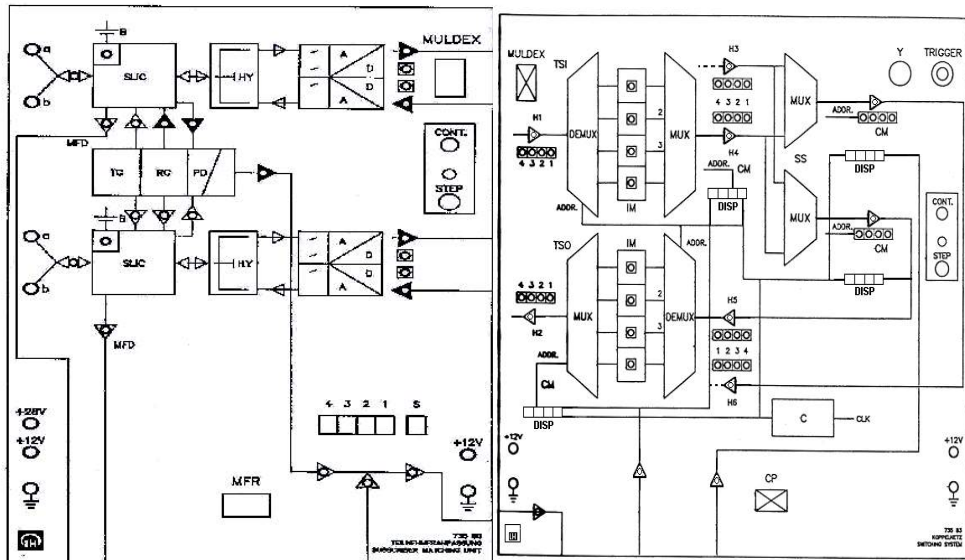 B
a
SLIC
HY
A
D
D
A
MULDEX
b
CONT.
STEP
MFD
TG
RG
PD
B
a
SLIC
HY
A
D
D
A
b
MFD
+28V
+12V
4 3 2 1 S
+12V
MFR
735 80
TEILNEHMERANPASSUNG
SUBSCRIBER MATCHING UNIT
MULDEX
TSI
H3
Y
TRIGGER
H1
DEMUX
4 3 2 1
2
3
MUX
4 3 2 1
H4
MUX
ADDR.
CM
SS
IM
ADDR.
CM
DISP
ADDR.
DISP
MUX
ADDR.
CM
CONT.
STEP
TSO
IM
ADDR.
DISP
4 3 2 1
H2
MUX
2
3
DEMUX
H5
1 2 3 4
ADDR.
CM
H6
DISP
C
CLK
+12V
+12V
CP
735 83
KOPPELNETZ
SWITCHING SYSTEM